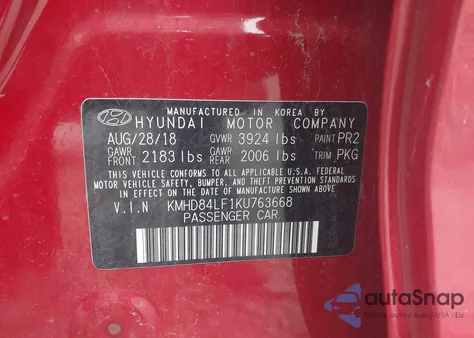 MANUFACTURED IN KOREA BY
HYUNDAI MOTOR COMPANY
AUG/28/18 GVWR 3924 lbs PAINT PR2
GAWR FRONT 2183 lbs GAWR REAR 2006 lbs TRIM PKG
THIS VEHICLE CONFORMS TO ALL APPLICABLE U.S.A. FEDERAL
MOTOR VEHICLE SAFETY, BUMPER, AND THEFT PREVENTION
STANDARDS IN EFFECT ON THE DATE OF MANUFACTURE SHOWN ABOVE.
V.I.N KMHD84LF1KU763668
PASSENGER CAR
autoSnap
USA i EU